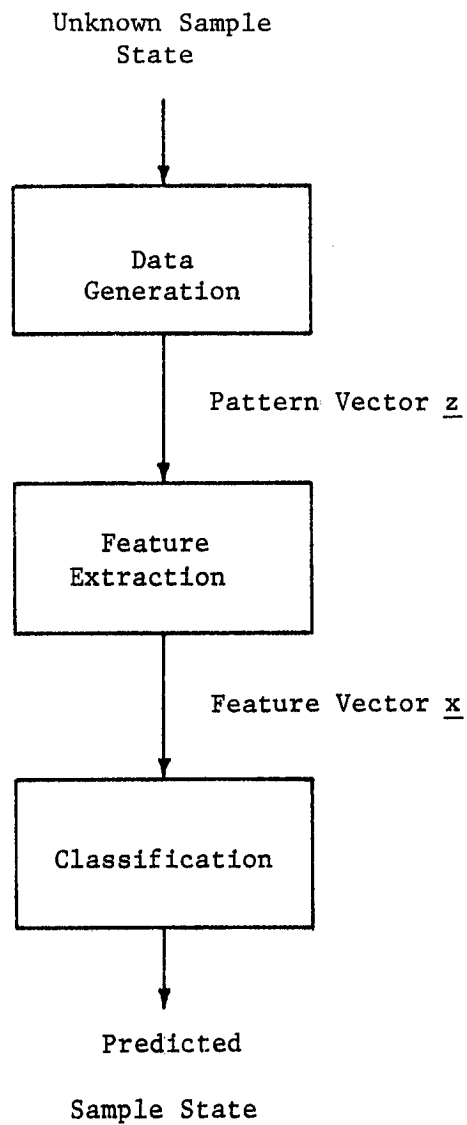 Unknown Sample
State
Data
Generation
Pattern Vector z
Feature
Extraction
Feature Vector x
Classification
Predicted
Sample State